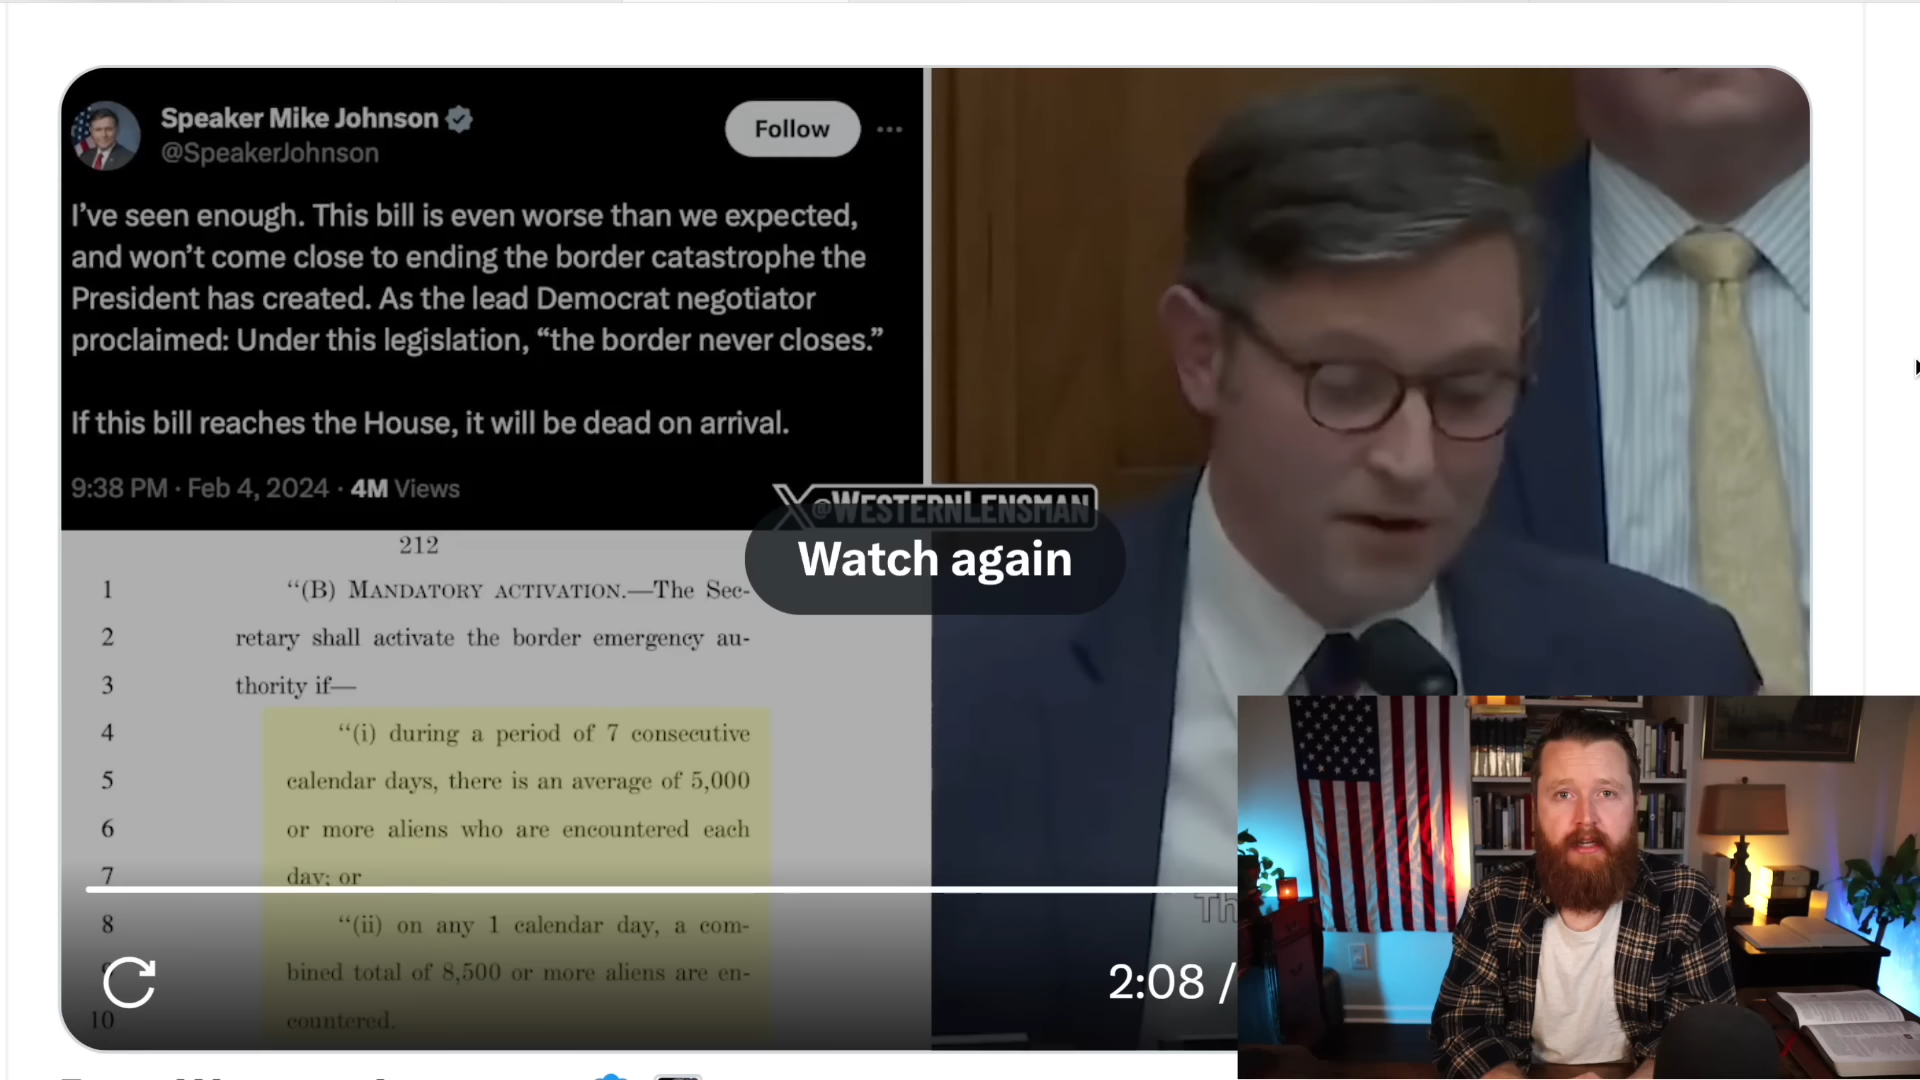 Speaker Mike Johnson
@SpeakerJohnson
Follow
I’ve seen enough. This bill is even worse than we expected,
and won’t come close to ending the border catastrophe the
President has created. As the lead Democrat negotiator
proclaimed: Under this legislation, “the border never closes.”
If this bill reaches the House, it will be dead on arrival.
9:38 PM · Feb 4, 2024 · 4M Views
X@WESTERNLENSMAN
Watch again
212
1 “(B) MANDATORY ACTIVATION.—The Sec-
2 retary shall activate the border emergency au-
3 thority if—
4 “(i) during a period of 7 consecutive
5 calendar days, there is an average of 5,000
6 or more aliens who are encountered each
7 day; or
8 “(ii) on any 1 calendar day, a com-
9 bined total of 8,500 or more aliens are en-
10 countered.
Th
2:08 /